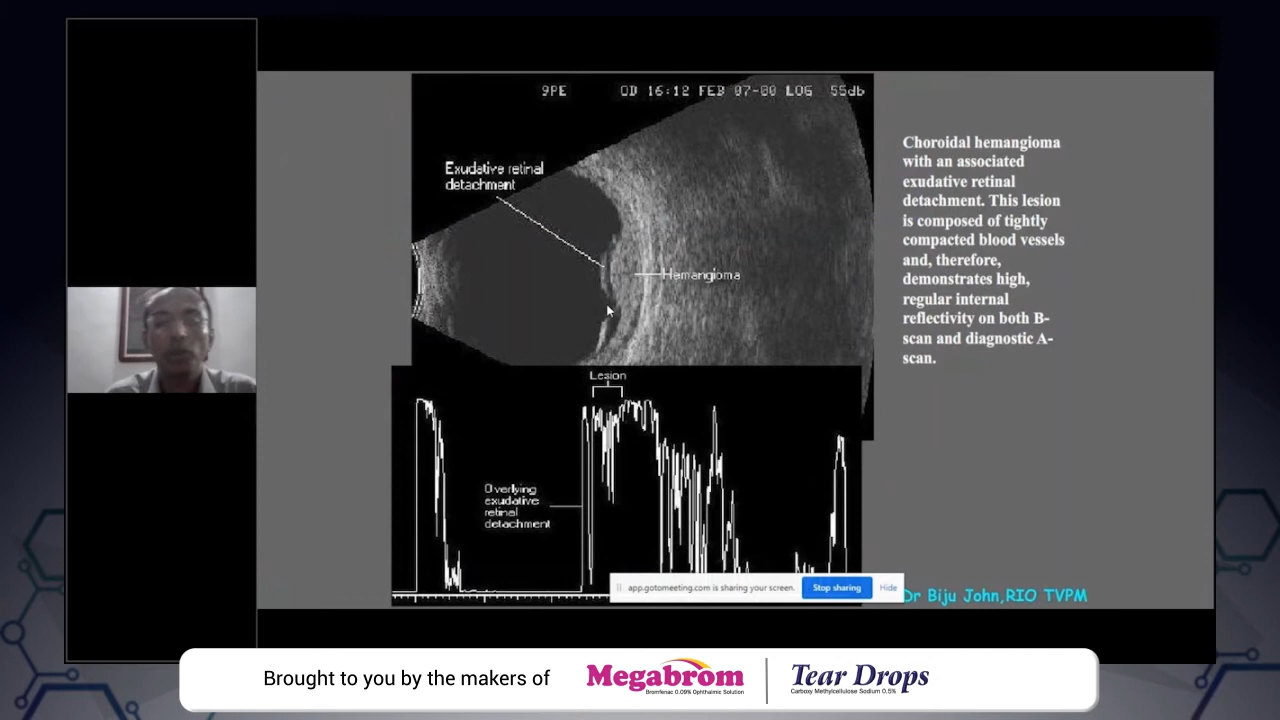 9PE OD 16:12 FEB 07-00 LOG 55db
Exudative retinal
detachment
Hemangioma
Choroidal hemangioma
with an associated
exudative retinal
detachment. This lesion
is composed of tightly
compacted blood vessels
and, therefore,
demonstrates high,
regular internal
reflectivity on both B-
scan and diagnostic A-
scan.
Lesion
Overlying
exudative
retinal
detachment
app.gotomeeting.com is sharing your screen. Stop sharing Hide
Dr Biju John,RIO TVPM
Brought to you by the makers of
Megabrom
Bromfenac 0.09% Ophthalmic Solution
Tear Drops
Carboxy Methylcellulose Sodium 0.5%